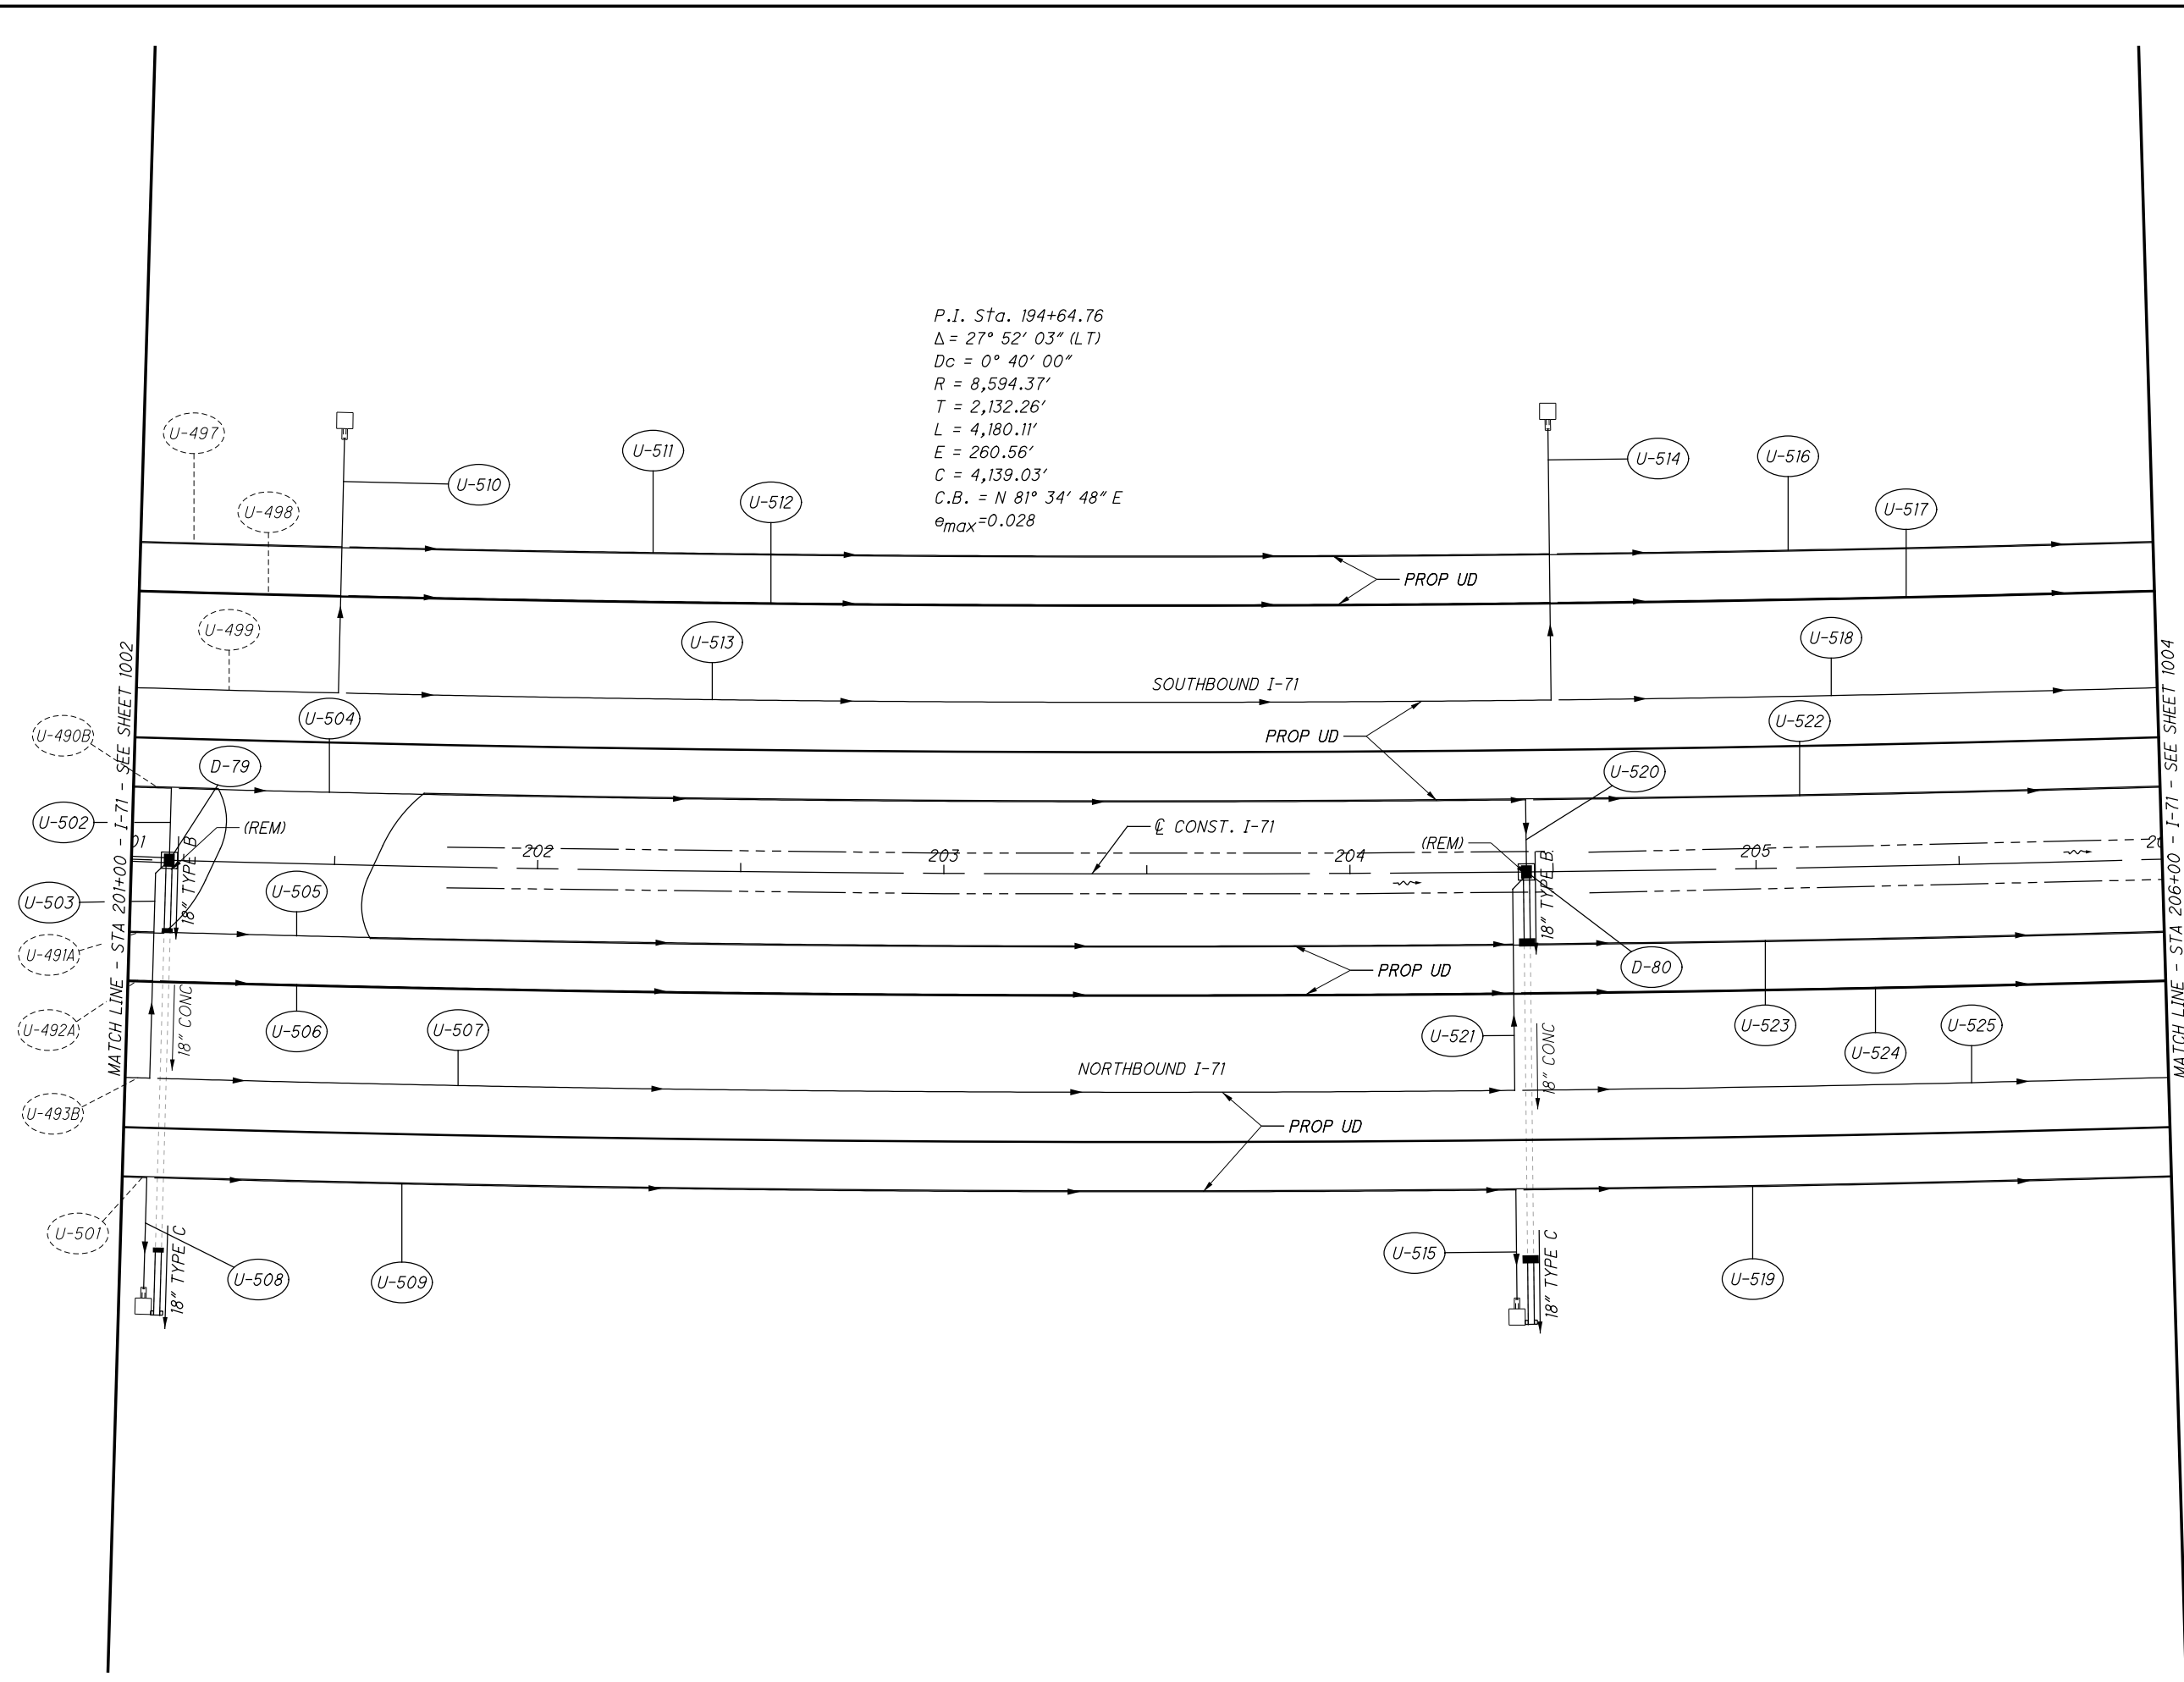 P.I. Sta. 194+64.76
Δ = 27° 52' 03" (LT)
Dc = 0° 40' 00"
R = 8,594.37'
T = 2,132.26'
L = 4,180.11'
E = 260.56'
C = 4,139.03'
C.B. = N 81° 34' 48" E
emax=0.028
U-497
U-498
U-499
U-510
U-511
U-512
U-514
U-516
U-517
PROP UD
U-513
SOUTHBOUND I-71
U-518
U-504
U-522
PROP UD
U-490B
D-79
U-520
U-502
(REM)
℄ CONST. I-71
(REM)
01
202
203
204
205
20
18" TYPE B
18" TYPE B
U-503
U-505
U-491A
PROP UD
D-80
U-492A
U-506
U-507
18" CONC
U-521
18" CONC
U-523
U-524
U-525
NORTHBOUND I-71
U-493B
PROP UD
U-501
U-508
18" TYPE C
U-509
U-515
18" TYPE C
U-519
MATCH LINE - STA 201+00 - I-71 - SEE SHEET 1002
MATCH LINE - STA 206+00 - I-71 - SEE SHEET 1004